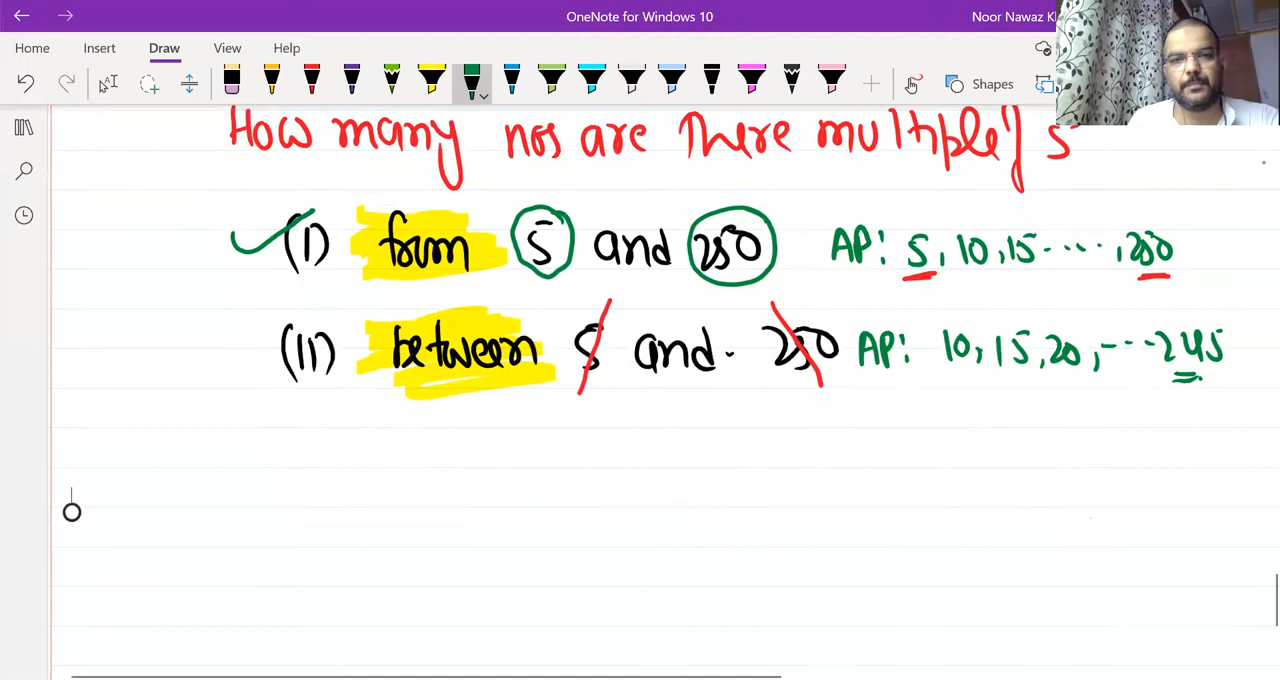 OneNote for Windows 10
Noor Nawaz Kh
Home Insert Draw View Help
Shapes
How many nos are there multiple of 5
(I) from 5 and 250 AP: 5, 10, 15 ...., 250
(II) between 5 and. 250 AP: 10, 15, 20, ---- 245